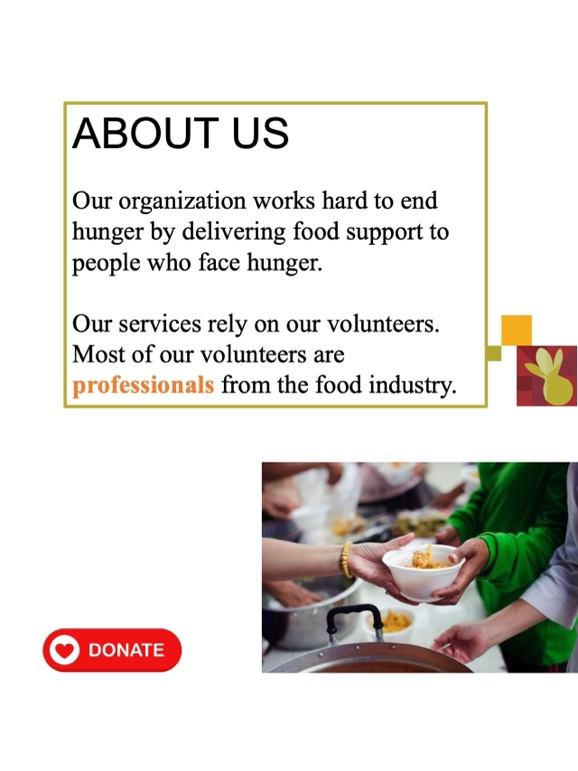 ABOUT US
Our organization works hard to end
hunger by delivering food support to
people who face hunger.
Our services rely on our volunteers.
Most of our volunteers are
professionals from the food industry.
DONATE